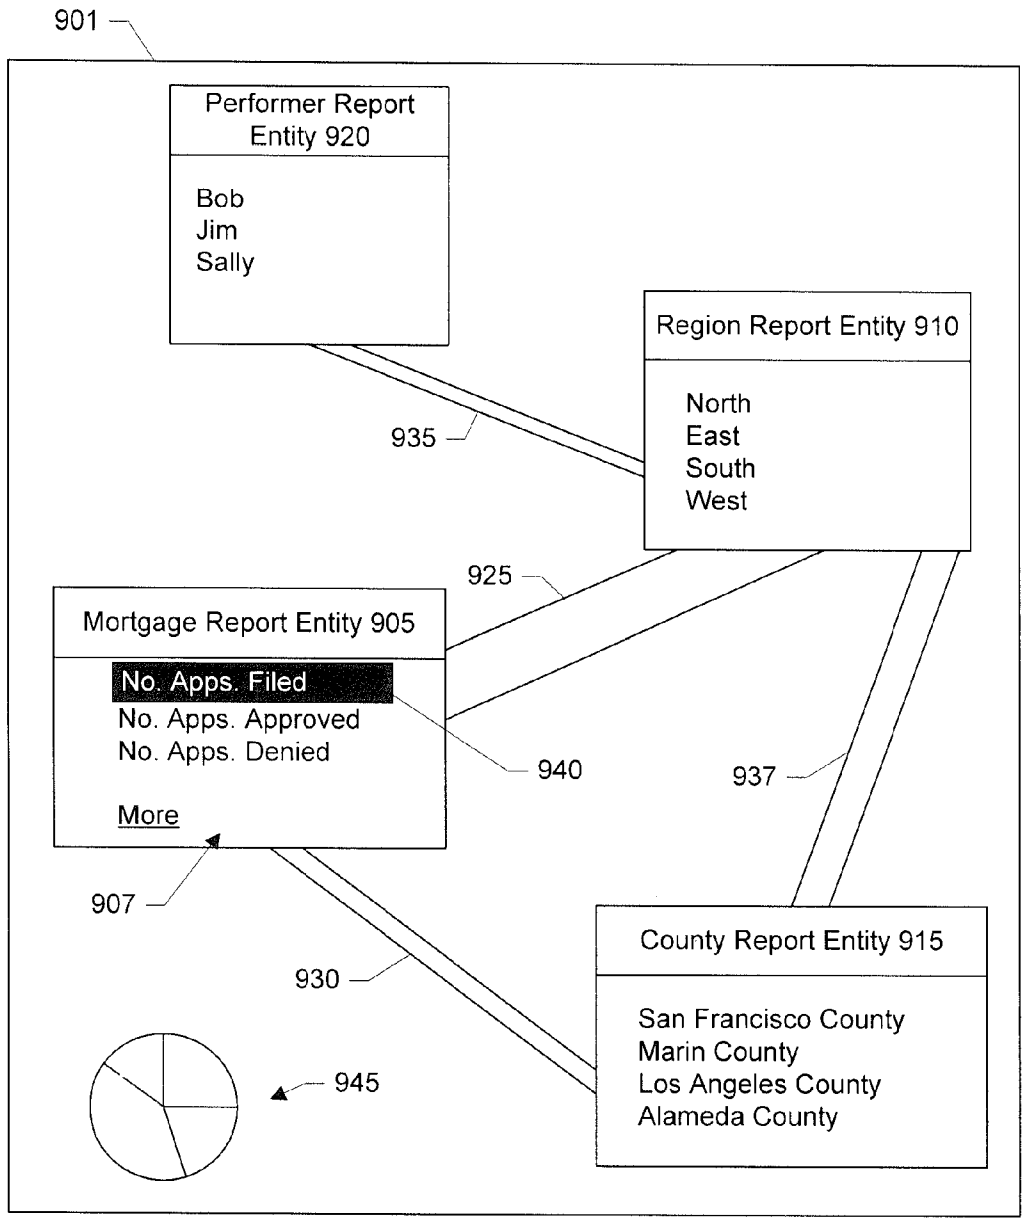 901
Performer Report
Entity 920
Bob
Jim
Sally
Region Report Entity 910
North
East
South
West
935
925
Mortgage Report Entity 905
No. Apps. Filed
No. Apps. Approved
No. Apps. Denied
More
940
937
907
930
County Report Entity 915
San Francisco County
Marin County
Los Angeles County
Alameda County
945